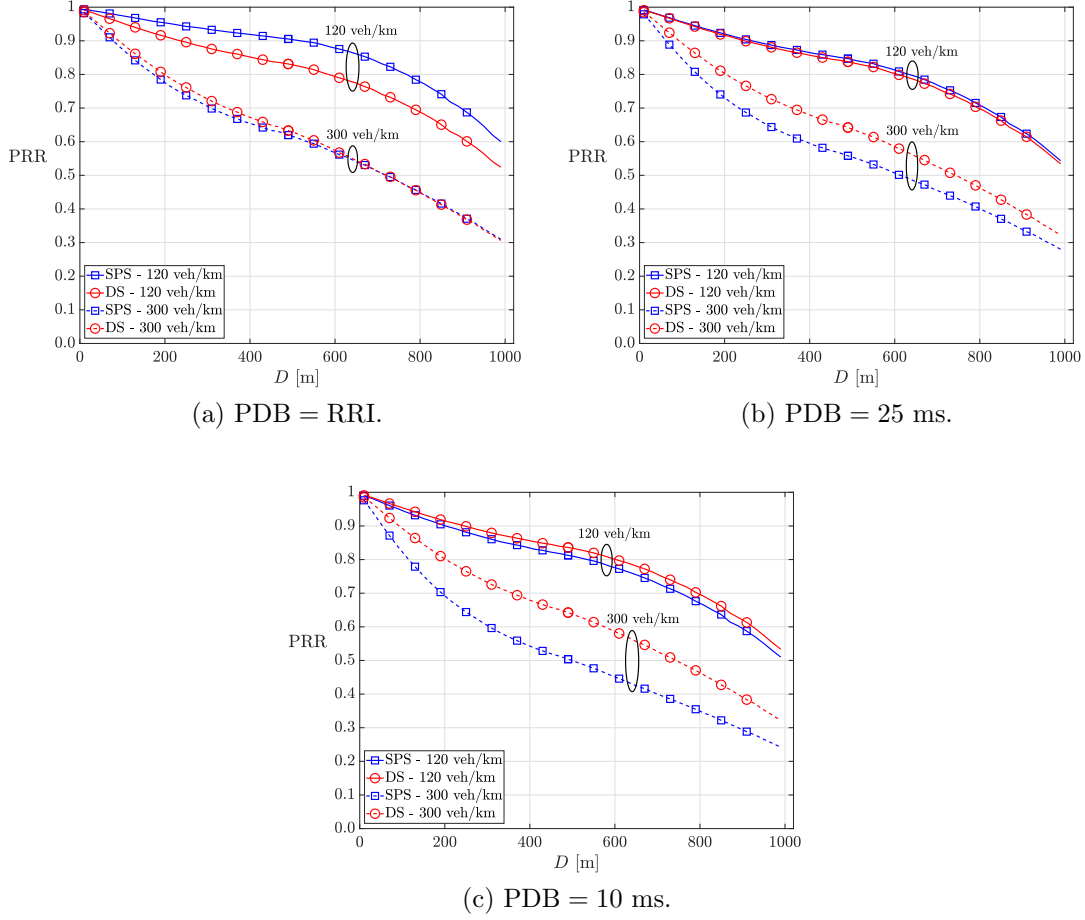 1
0.9
0.8
0.7
0.6
0.5
0.4
0.3
0.2
0.1
0.0
PRR
120 veh/km
300 veh/km
SPS - 120 veh/km
DS - 120 veh/km
SPS - 300 veh/km
DS - 300 veh/km
0 200 400 600 800 1000
D [m]
(a) PDB = RRI.
1
0.9
0.8
0.7
0.6
0.5
0.4
0.3
0.2
0.1
0.0
PRR
120 veh/km
300 veh/km
SPS - 120 veh/km
DS - 120 veh/km
SPS - 300 veh/km
DS - 300 veh/km
0 200 400 600 800 1000
D [m]
(b) PDB = 25 ms.
1
0.9
0.8
0.7
0.6
0.5
0.4
0.3
0.2
0.1
0.0
PRR
120 veh/km
300 veh/km
SPS - 120 veh/km
DS - 120 veh/km
SPS - 300 veh/km
DS - 300 veh/km
0 200 400 600 800 1000
D [m]
(c) PDB = 10 ms.